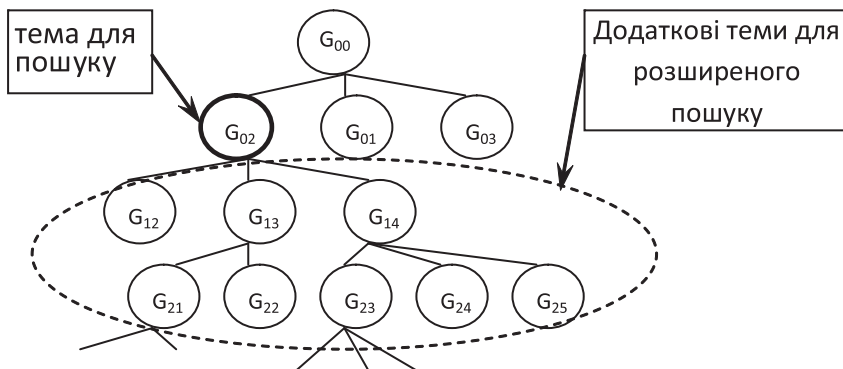 тема для
пошуку
Додаткові теми для
розширеного
пошуку
G00
G02
G01
G03
G12
G13
G14
G21
G22
G23
G24
G25